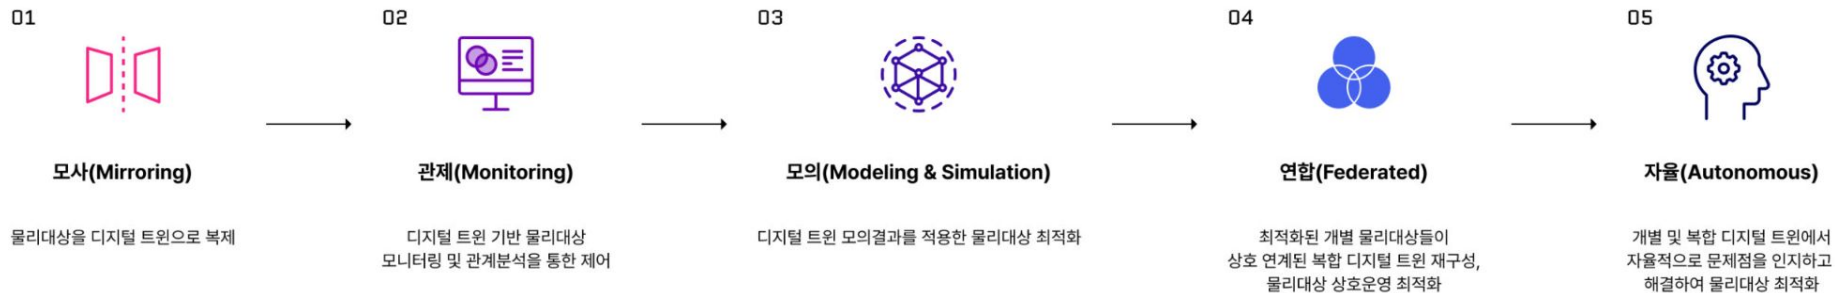 01
모사(Mirroring)
물리대상을 디지털 트윈으로 복제
02
관제(Monitoring)
디지털 트윈 기반 물리대상
모니터링 및 관계분석을 통한 제어
03
모의(Modeling & Simulation)
디지털 트윈 모의결과를 적용한 물리대상 최적화
04
연합(Federated)
최적화된 개별 물리대상들이
상호 연계된 복합 디지털 트윈 재구성,
물리대상 상호운영 최적화
05
자율(Autonomous)
개별 및 복합 디지털 트윈에서
자율적으로 문제점을 인지하고
해결하여 물리대상 최적화